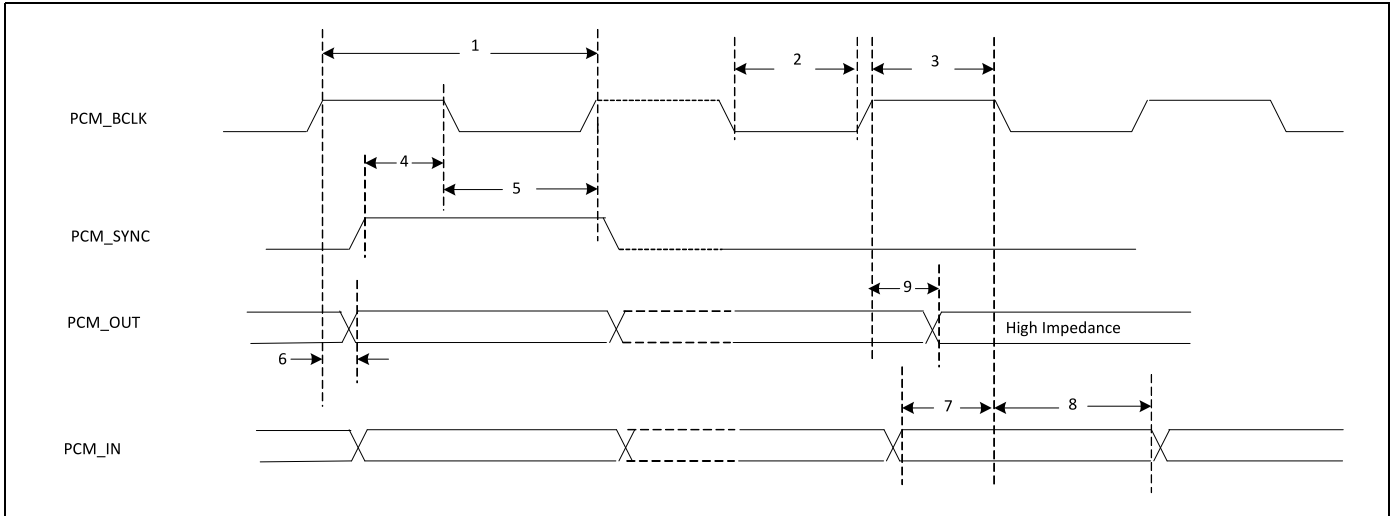 1
2
3
PCM_BCLK
4
5
PCM_SYNC
9
PCM_OUT
High Impedance
6
7
8
PCM_IN